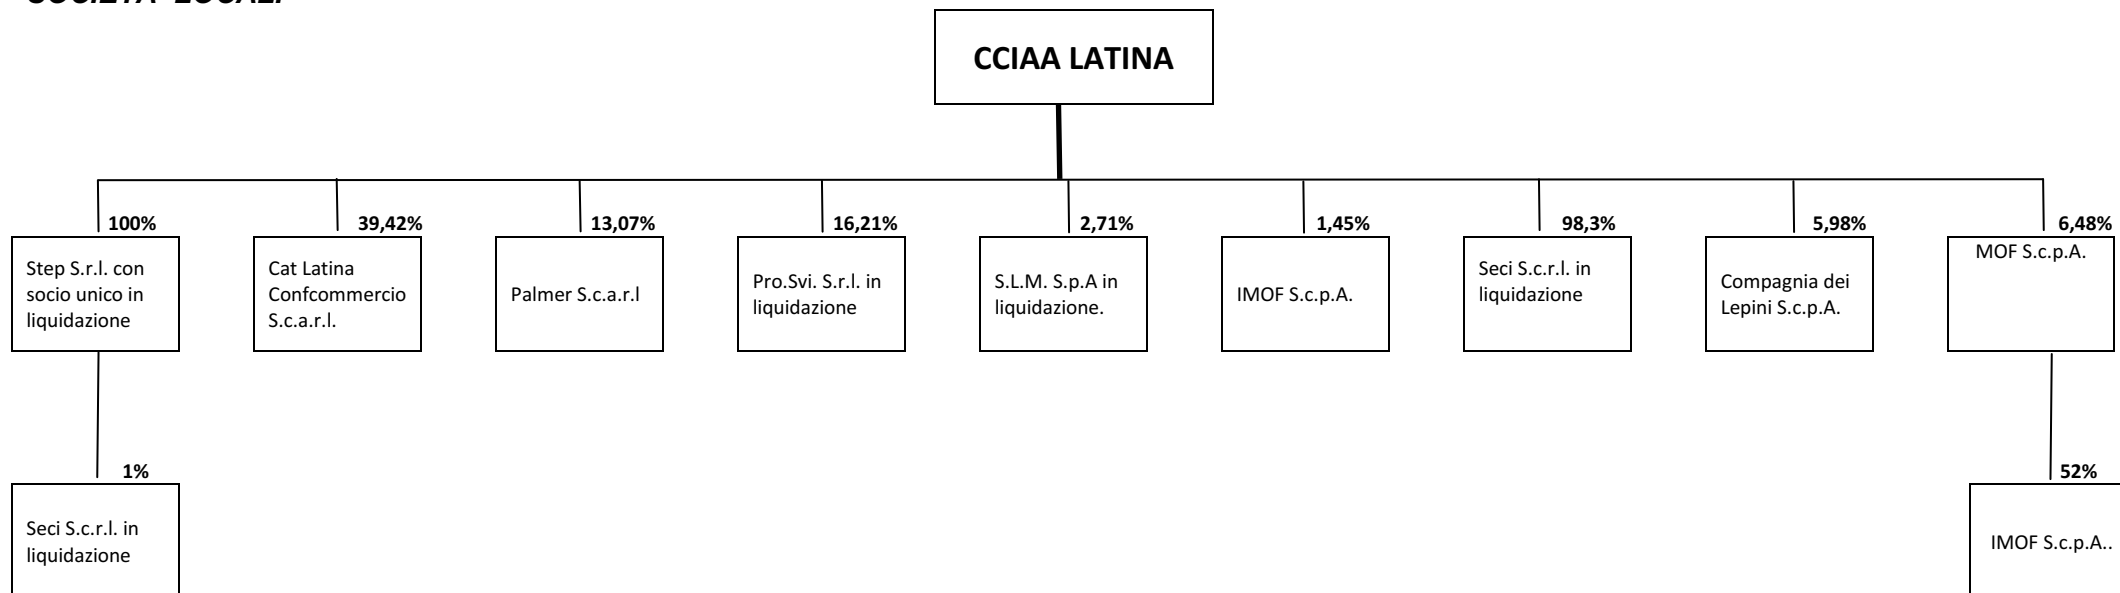 CCIAA LATINA
100%
39,42%
13,07%
16,21%
2,71%
1,45%
98,3%
5,98%
6,48%
Step S.r.l. con
socio unico in
liquidazione
Cat Latina
Confcommercio
S.c.a.r.l.
Palmer S.c.a.r.l
Pro.Svi. S.r.l. in
liquidazione
S.L.M. S.p.A in
liquidazione.
IMOF S.c.p.A.
Seci S.c.r.l. in
liquidazione
Compagnia dei
Lepini S.c.p.A.
MOF S.c.p.A.
1%
52%
Seci S.c.r.l. in
liquidazione
IMOF S.c.p.A..